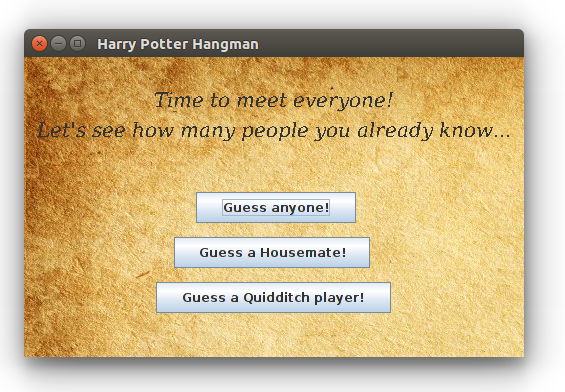 Harry Potter Hangman
Time to meet everyone!
Let's see how many people you already know...
Guess anyone!
Guess a Housemate!
Guess a Quidditch player!